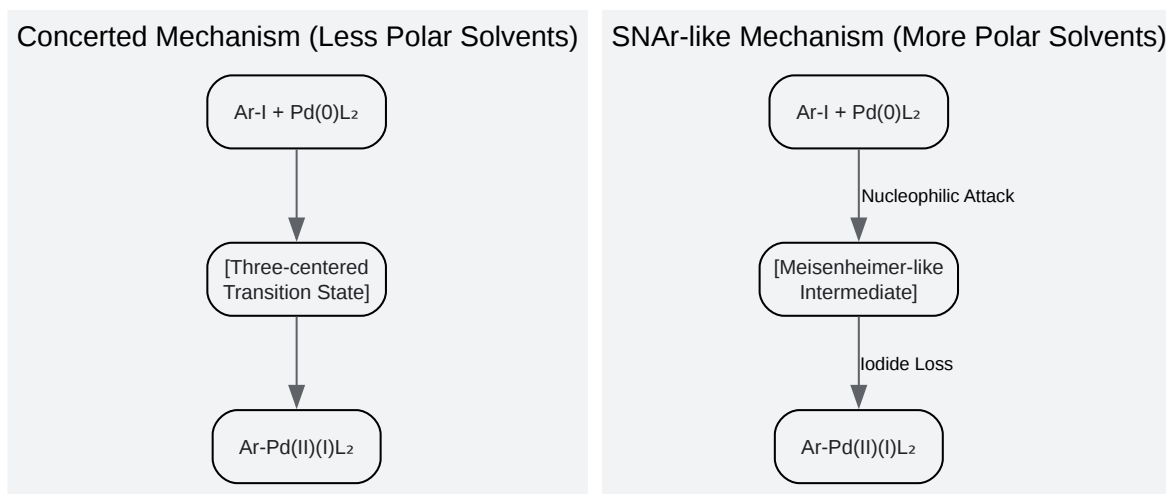 Concerted Mechanism (Less Polar Solvents)
Ar-I + Pd(0)L₂
[Three-centered
Transition State]
Ar-Pd(II)(I)L₂
SNAr-like Mechanism (More Polar Solvents)
Ar-I + Pd(0)L₂
Nucleophilic Attack
[Meisenheimer-like
Intermediate]
Iodide Loss
Ar-Pd(II)(I)L₂